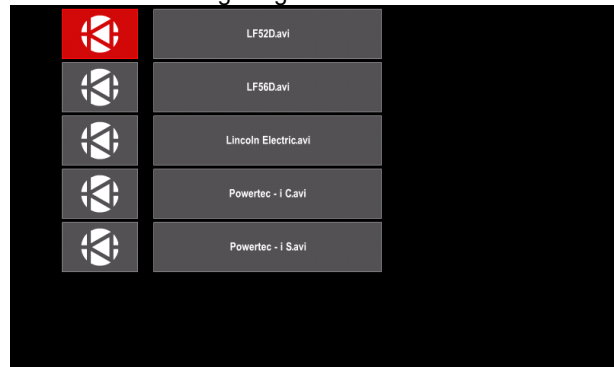 LF52D.avi
LF56D.avi
Lincoln Electric.avi
Powertec - i C.avi
Powertec - i S.avi